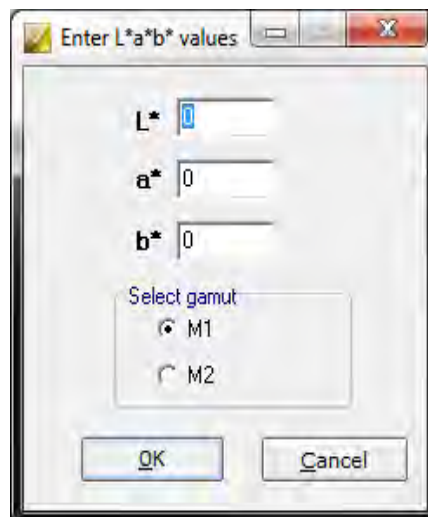 Enter L*a*b* values
L* 0
a* 0
b* 0
Select gamut
M1
M2
OK Cancel